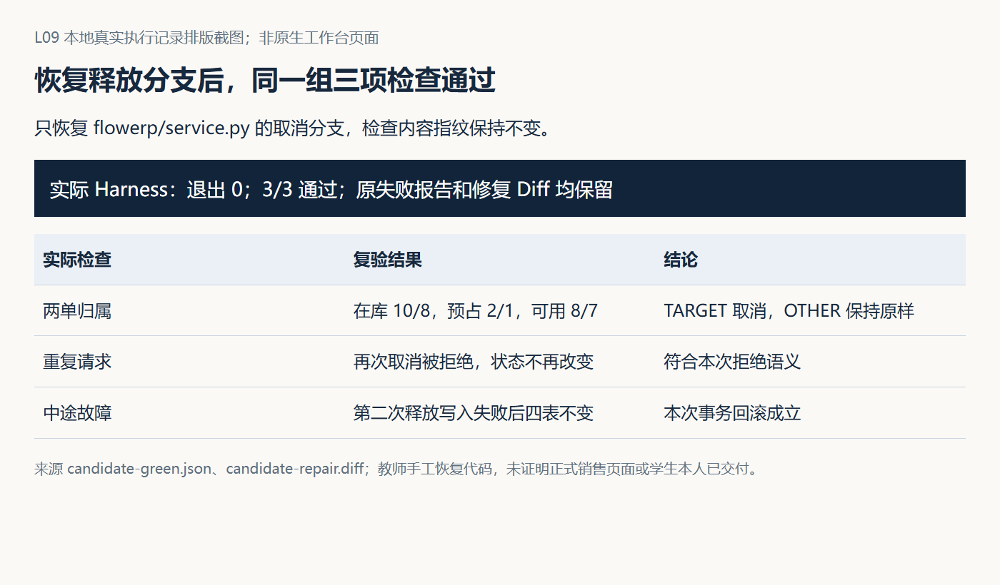 L09 本地真实执行记录排版截图；非原生工作台页面
恢复释放分支后，同一组三项检查通过
只恢复 flowerp/service.py 的取消分支，检查内容指纹保持不变。
实际 Harness：退出 0；3/3 通过；原失败报告和修复 Diff 均保留
实际检查 复验结果 结论
两单归属 在库 10/8，预占 2/1，可用 8/7 TARGET 取消，OTHER 保持原样
重复请求 再次取消被拒绝，状态不再改变 符合本次拒绝语义
中途故障 第二次释放写入失败后四表不变 本次事务回滚成立
来源 candidate-green.json、candidate-repair.diff；教师手工恢复代码，未证明正式销售页面或学生本人已交付。